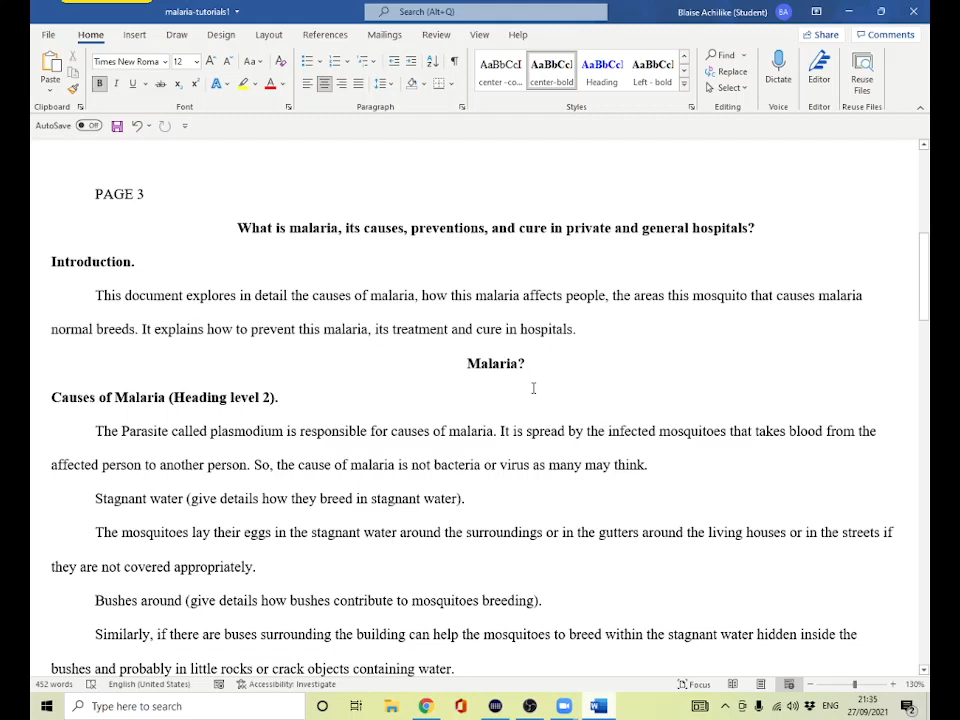 malaria-tutorials1
Search (Alt+Q)
Blaise Achilike (Student)
BA
File Home Insert Draw Design Layout References Mailings Review View Help
Share
Comments
Paste
Times New Roma
12
B I U ab
AaBbCcI
center -co...
AaBbCcl
center-bold
AaBbCcl
Heading
AaBbCc
Left - bold
Find
Replace
Select
Dictate
Editor
Reuse
Files
Clipboard
Font
Paragraph
Styles
Editing
Voice
Editor
Reuse Files
AutoSave
Off
PAGE 3
What is malaria, its causes, preventions, and cure in private and general hospitals?
Introduction.
This document explores in detail the causes of malaria, how this malaria affects people, the areas this mosquito that causes malaria
normal breeds. It explains how to prevent this malaria, its treatment and cure in hospitals.
Malaria?
Causes of Malaria (Heading level 2).
The Parasite called plasmodium is responsible for causes of malaria. It is spread by the infected mosquitoes that takes blood from the
affected person to another person. So, the cause of malaria is not bacteria or virus as many may think.
Stagnant water (give details how they breed in stagnant water).
The mosquitoes lay their eggs in the stagnant water around the surroundings or in the gutters around the living houses or in the streets if
they are not covered appropriately.
Bushes around (give details how bushes contribute to mosquitoes breeding).
Similarly, if there are buses surrounding the building can help the mosquitoes to breed within the stagnant water hidden inside the
bushes and probably in little rocks or crack objects containing water.
452 words
English (United States)
Accessibility: Investigate
Focus
130%
Type here to search
ENG
21:35
27/09/2021
2